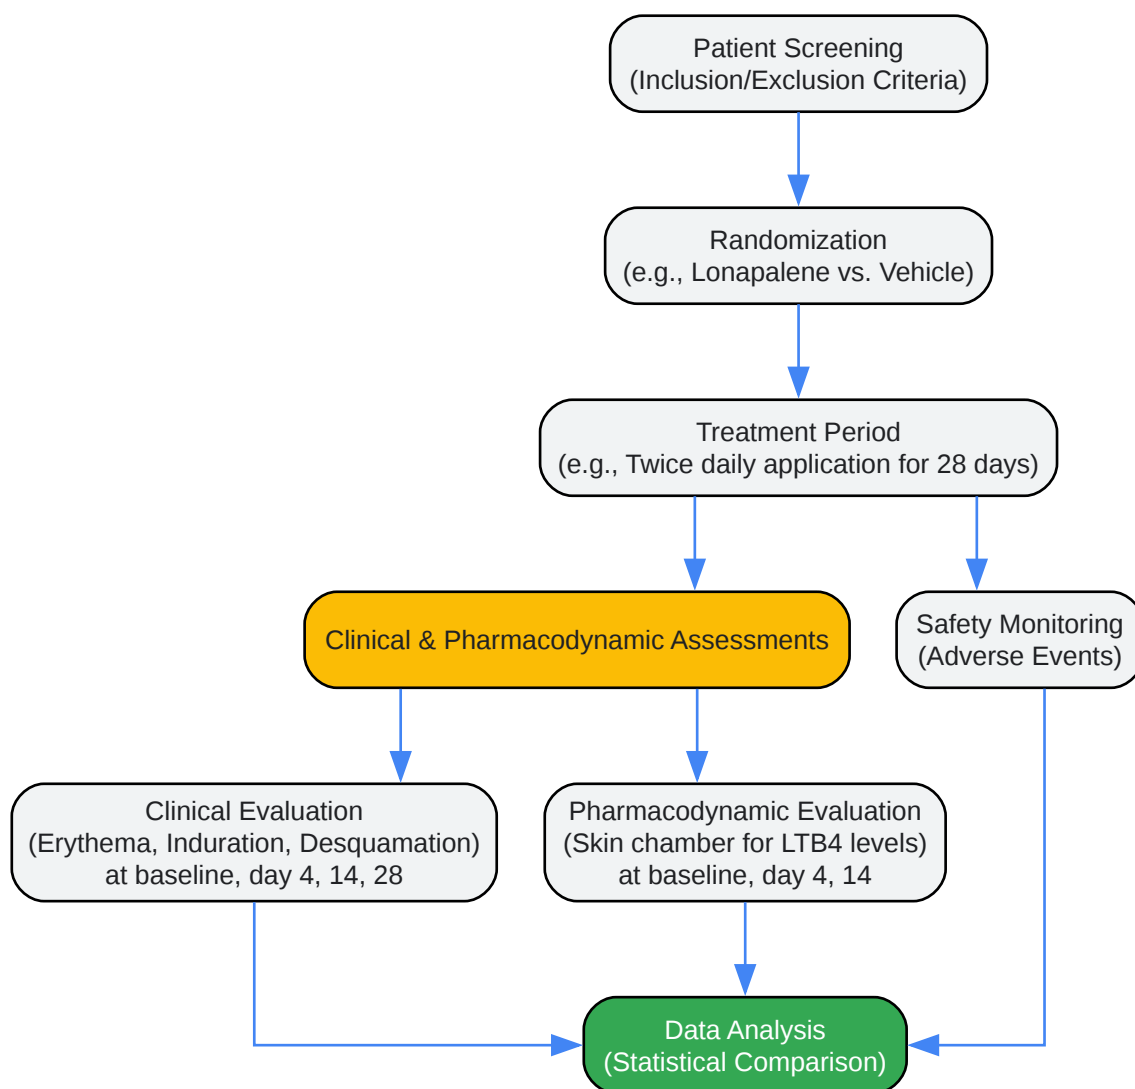 Patient Screening
(Inclusion/Exclusion Criteria)
Randomization
(e.g., Lonapalene vs. Vehicle)
Treatment Period
(e.g., Twice daily application for 28 days)
Clinical & Pharmacodynamic Assessments
Safety Monitoring
(Adverse Events)
Clinical Evaluation
(Erythema, Induration, Desquamation)
at baseline, day 4, 14, 28
Pharmacodynamic Evaluation
(Skin chamber for LTB4 levels)
at baseline, day 4, 14
Data Analysis
(Statistical Comparison)